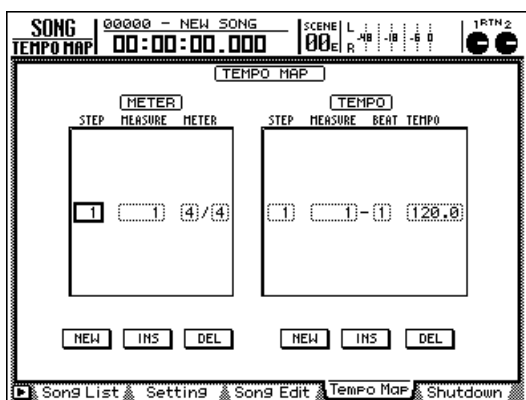 SONG 00000 - NEW SONG SCENE L -48 -18 -6 0 1 RTN 2
TEMPO MAP 00:00:00.000 00E R
TEMPO MAP
METER TEMPO
STEP MEASURE METER STEP MEASURE BEAT TEMPO
1 1 4/4 1 1-1 120.0
NEW INS DEL NEW INS DEL
Song List Setting Song Edit Tempo Map Shutdown